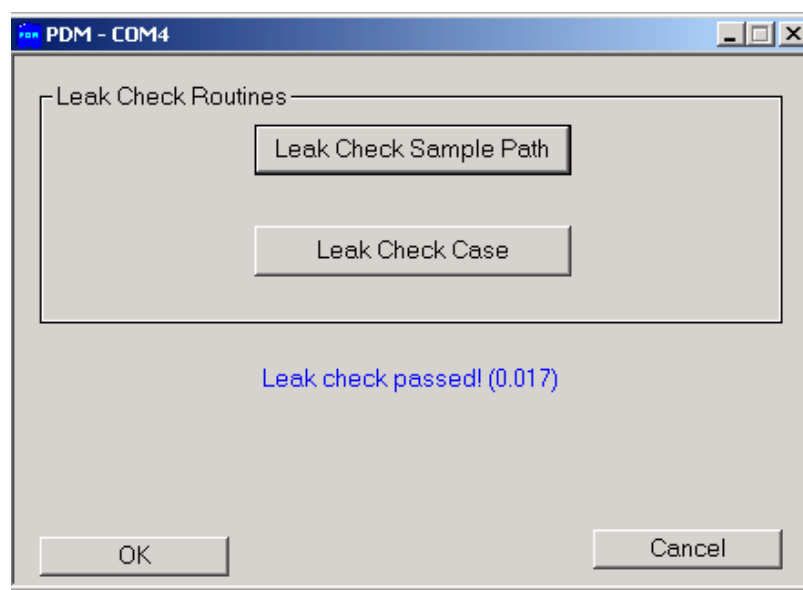 PDM - COM4
Leak Check Routines
Leak Check Sample Path
Leak Check Case
Leak check passed! (0.017)
OK
Cancel